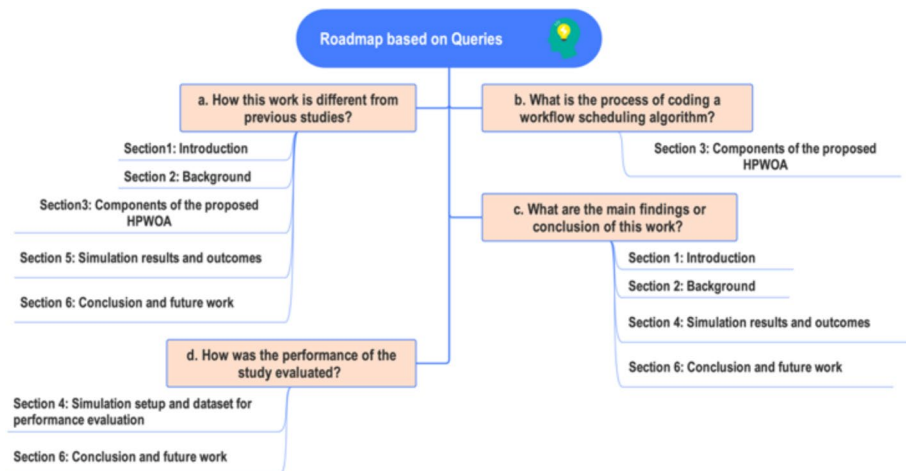 Roadmap based on Queries
a. How this work is different from
previous studies?
Section1: Introduction
Section 2: Background
Section3: Components of the proposed
HPWOA
Section 5: Simulation results and outcomes
Section 6: Conclusion and future work
b. What is the process of coding a
workflow scheduling algorithm?
Section 3: Components of the proposed
HPWOA
c. What are the main findings or
conclusion of this work?
Section 1: Introduction
Section 2: Background
Section 4: Simulation results and outcomes
Section 6: Conclusion and future work
d. How was the performance of the
study evaluated?
Section 4: Simulation setup and dataset for
performance evaluation
Section 6: Conclusion and future work